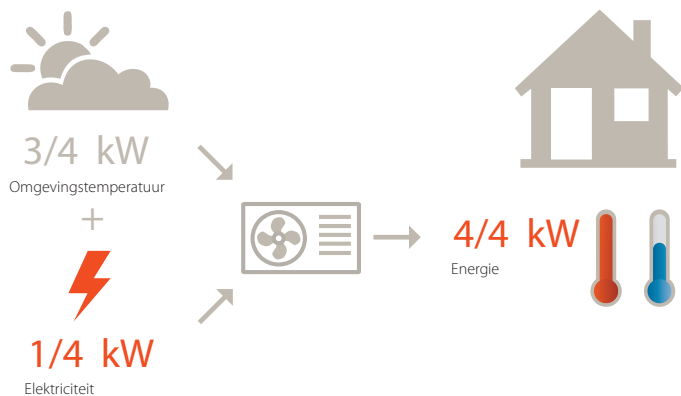 3/4 kW
Omgevingstemperatuur
+
1/4 kW
Elektriciteit
4/4 kW
Energie